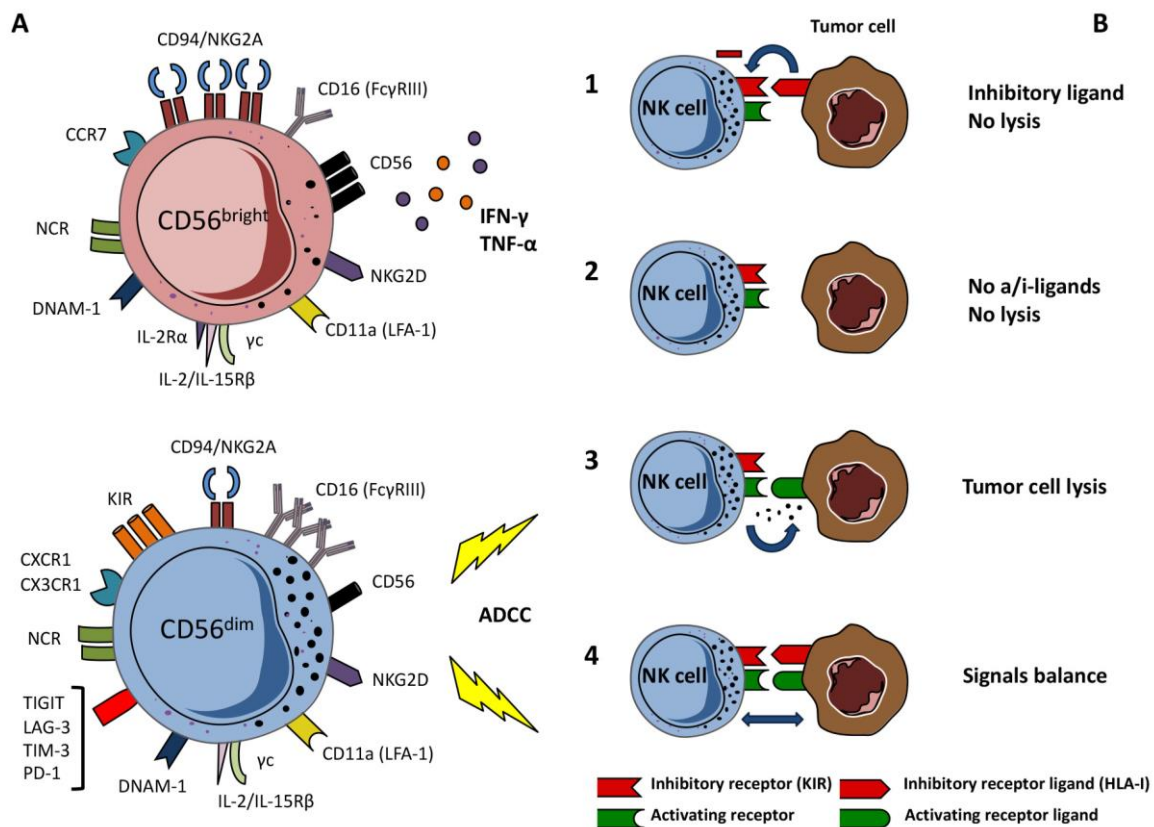 A
CD94/NKG2A
CD16 (FcγRIII)
CCR7
CD56
CD56bright
IFN-γ
TNF-α
NCR
NKG2D
DNAM-1
CD11a (LFA-1)
IL-2Rα
γc
IL-2/IL-15Rβ
CD94/NKG2A
CD16 (FcγRIII)
KIR
CXCR1
CX3CR1
CD56
ADCC
CD56dim
NCR
NKG2D
TIGIT
LAG-3
TIM-3
PD-1
CD11a (LFA-1)
γc
DNAM-1
IL-2/IL-15Rβ
B
Tumor cell
1
NK cell
Inhibitory ligand
No lysis
2
NK cell
No a/i-ligands
No lysis
3
NK cell
Tumor cell lysis
4
NK cell
Signals balance
Inhibitory receptor (KIR)
Inhibitory receptor ligand (HLA-I)
Activating receptor
Activating receptor ligand